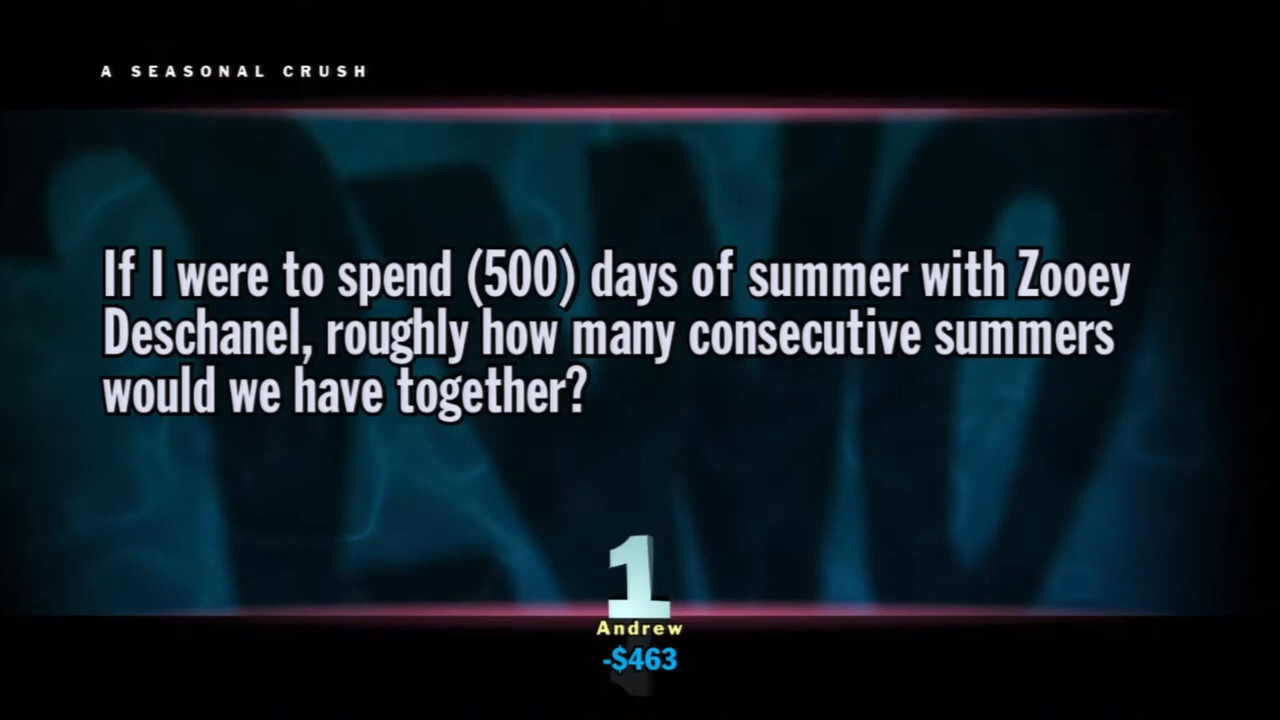 A SEASONAL CRUSH
If I were to spend (500) days of summer with Zooey
Deschanel, roughly how many consecutive summers
would we have together?
1
Andrew
-$463